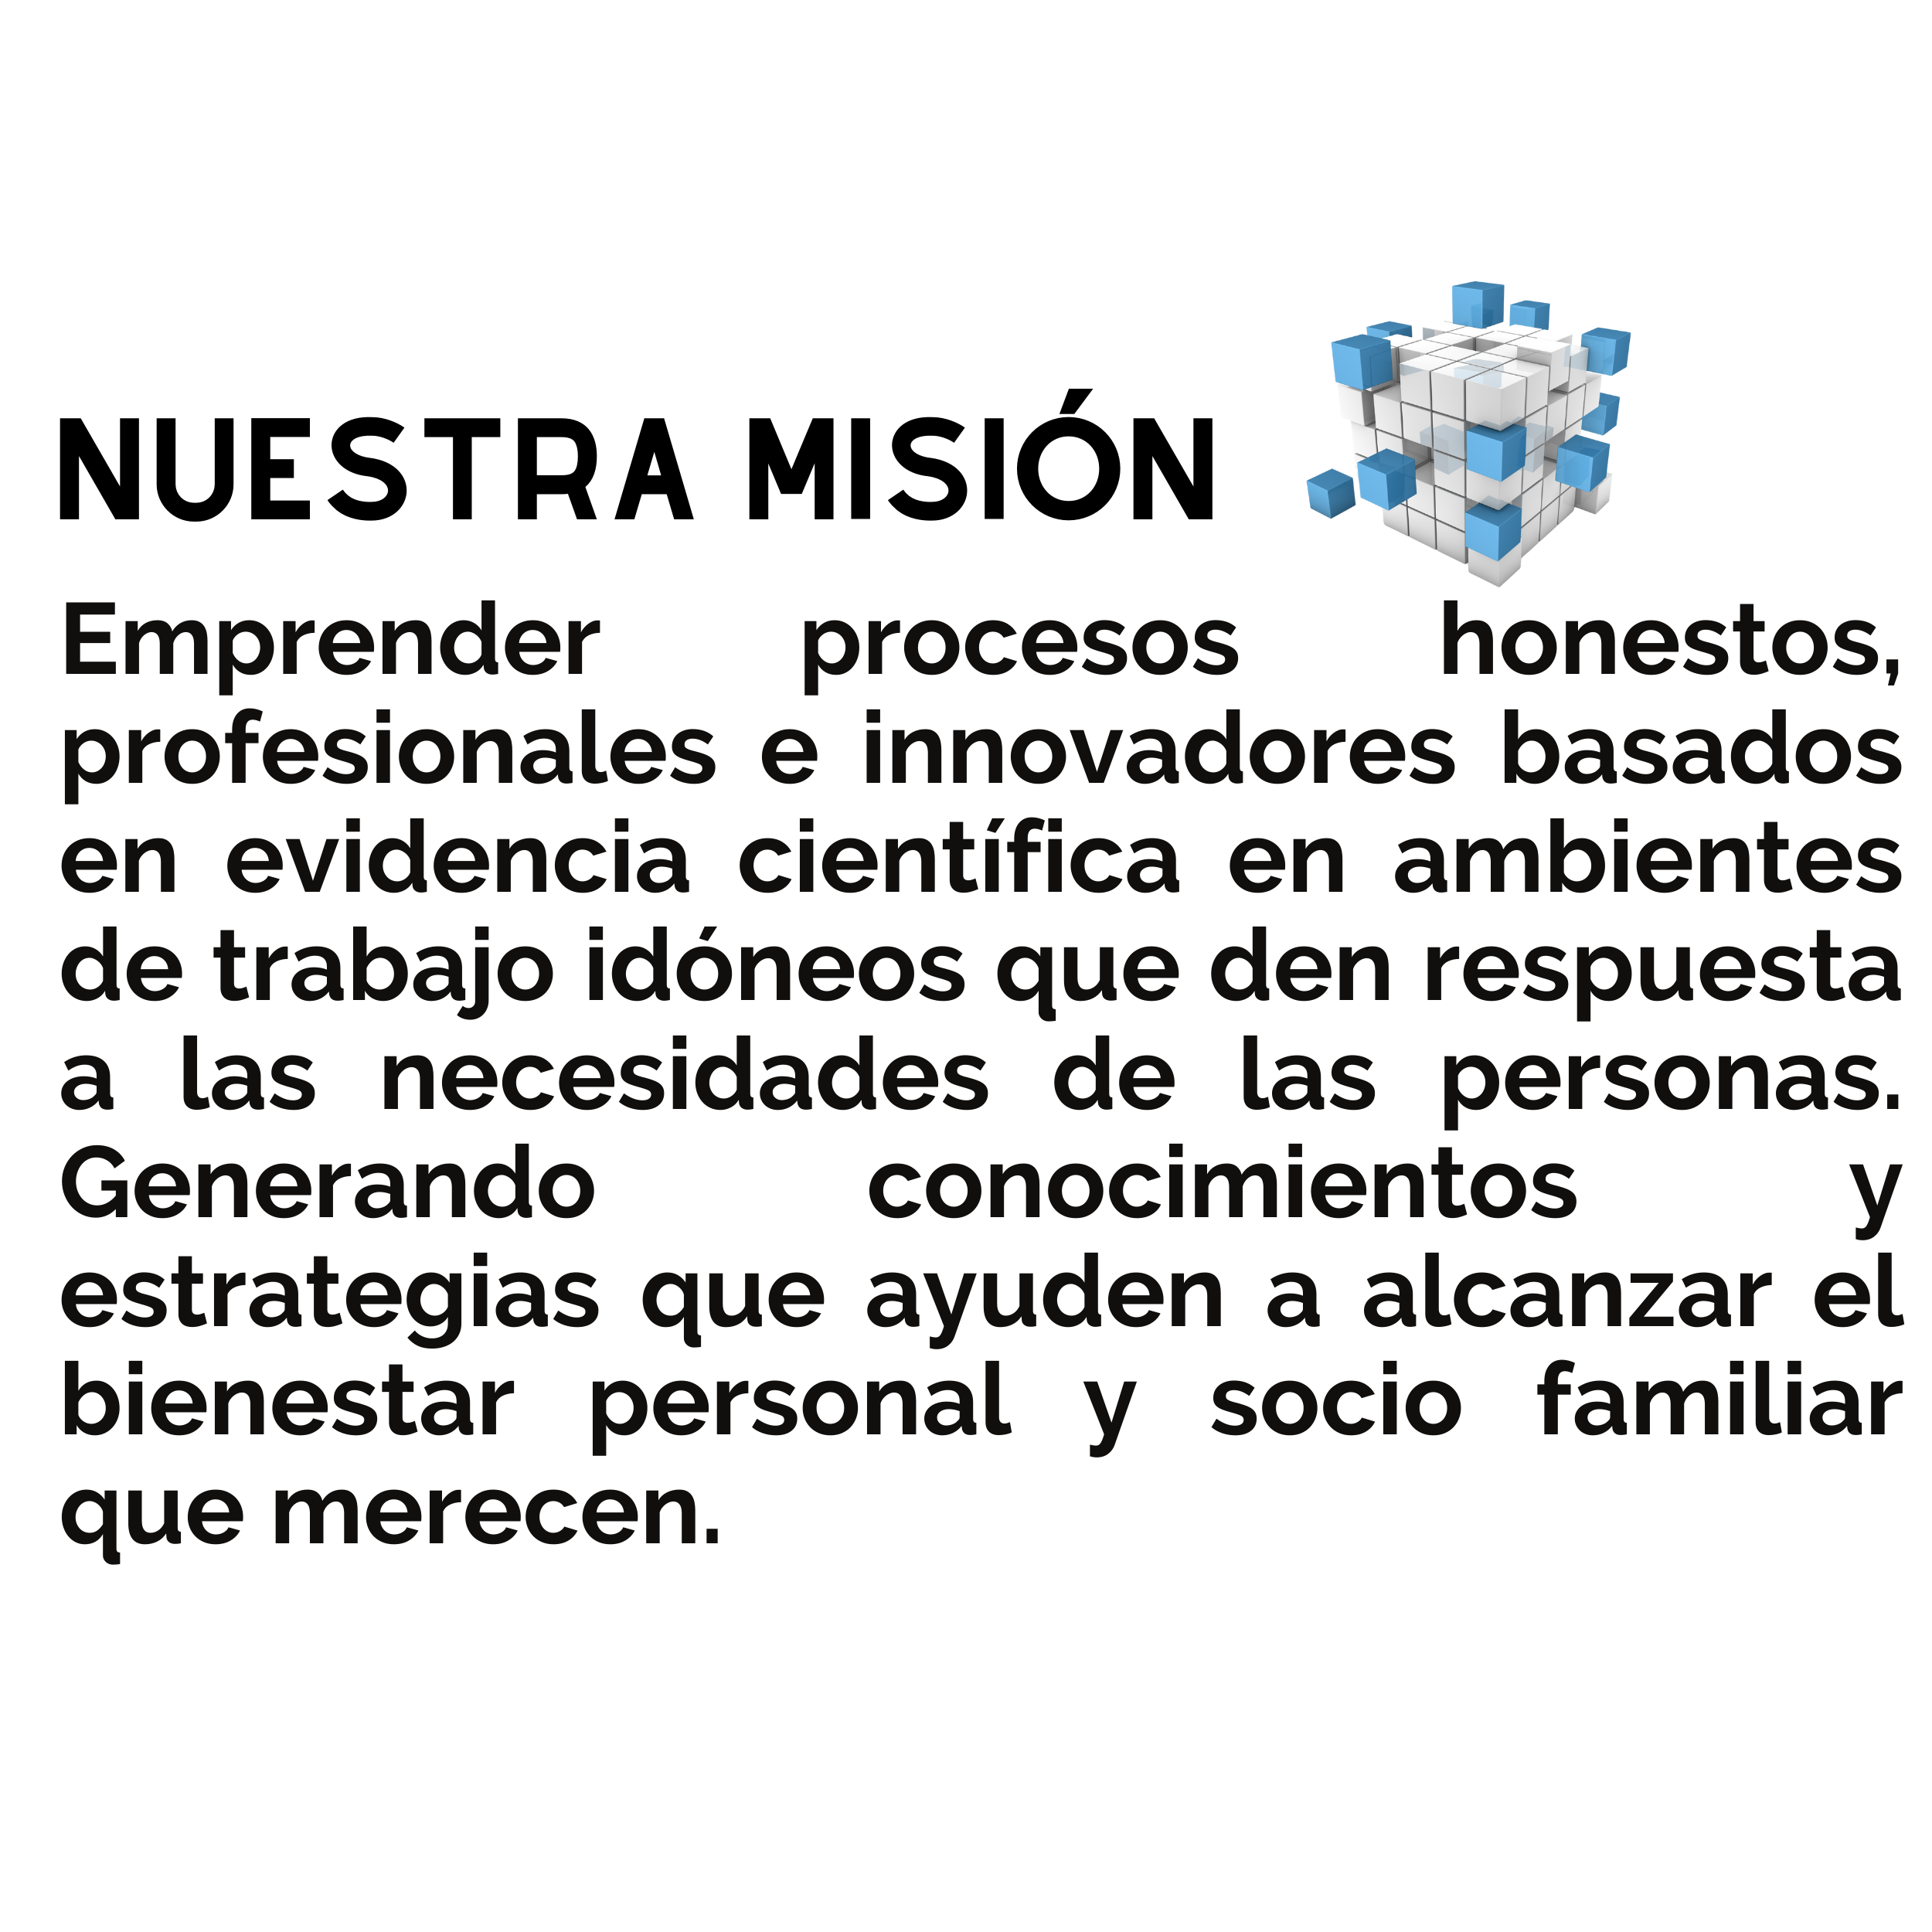 NUESTRA MISIÓN
Emprender procesos honestos,
profesionales e innovadores basados
en evidencia científica en ambientes
de trabajo idóneos que den respuesta
a las necesidades de las personas.
Generando conocimientos y
estrategias que ayuden a alcanzar el
bienestar personal y socio familiar
que merecen.